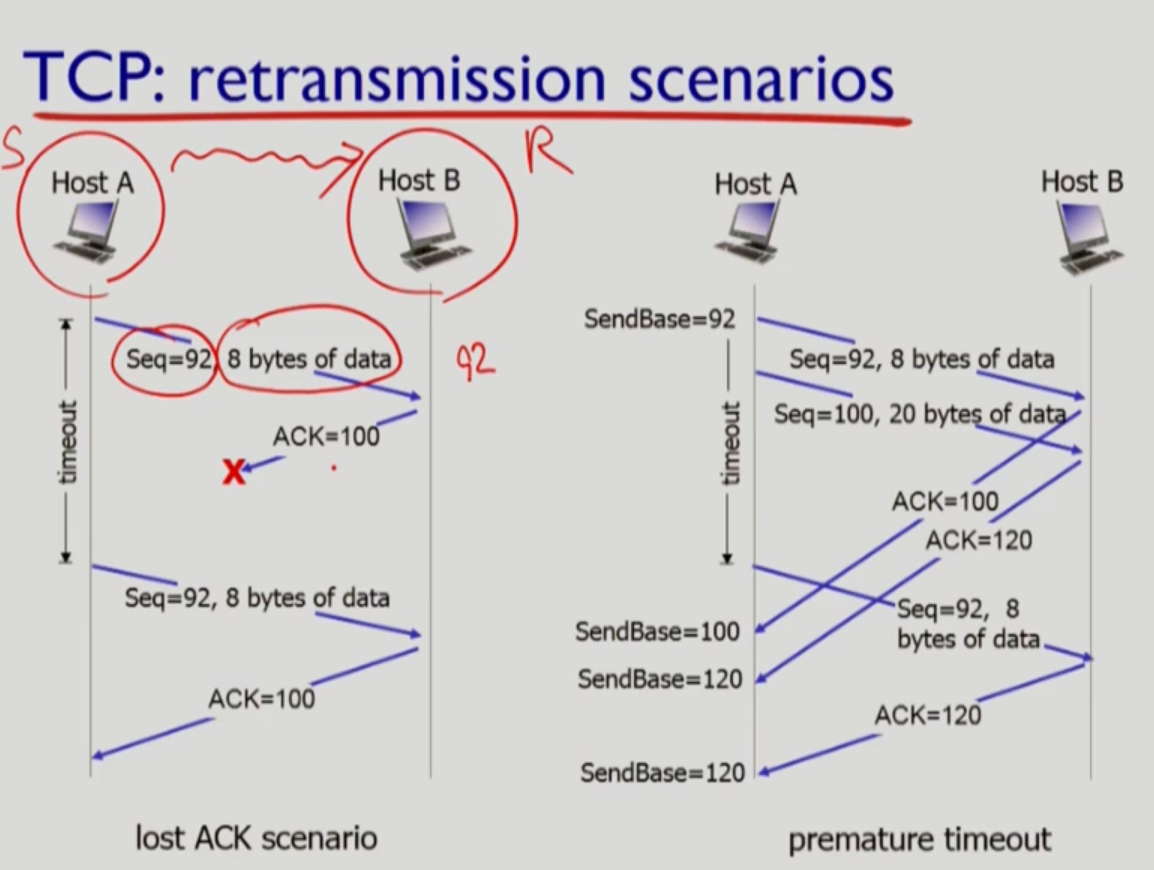 TCP: retransmission scenarios
S
R
Host A
Host B
Seq=92, 8 bytes of data
92
timeout
ACK=100
X
Seq=92, 8 bytes of data
ACK=100
lost ACK scenario
Host A
Host B
SendBase=92
Seq=92, 8 bytes of data
Seq=100, 20 bytes of data
timeout
ACK=100
ACK=120
Seq=92, 8
bytes of data
SendBase=100
SendBase=120
ACK=120
SendBase=120
premature timeout